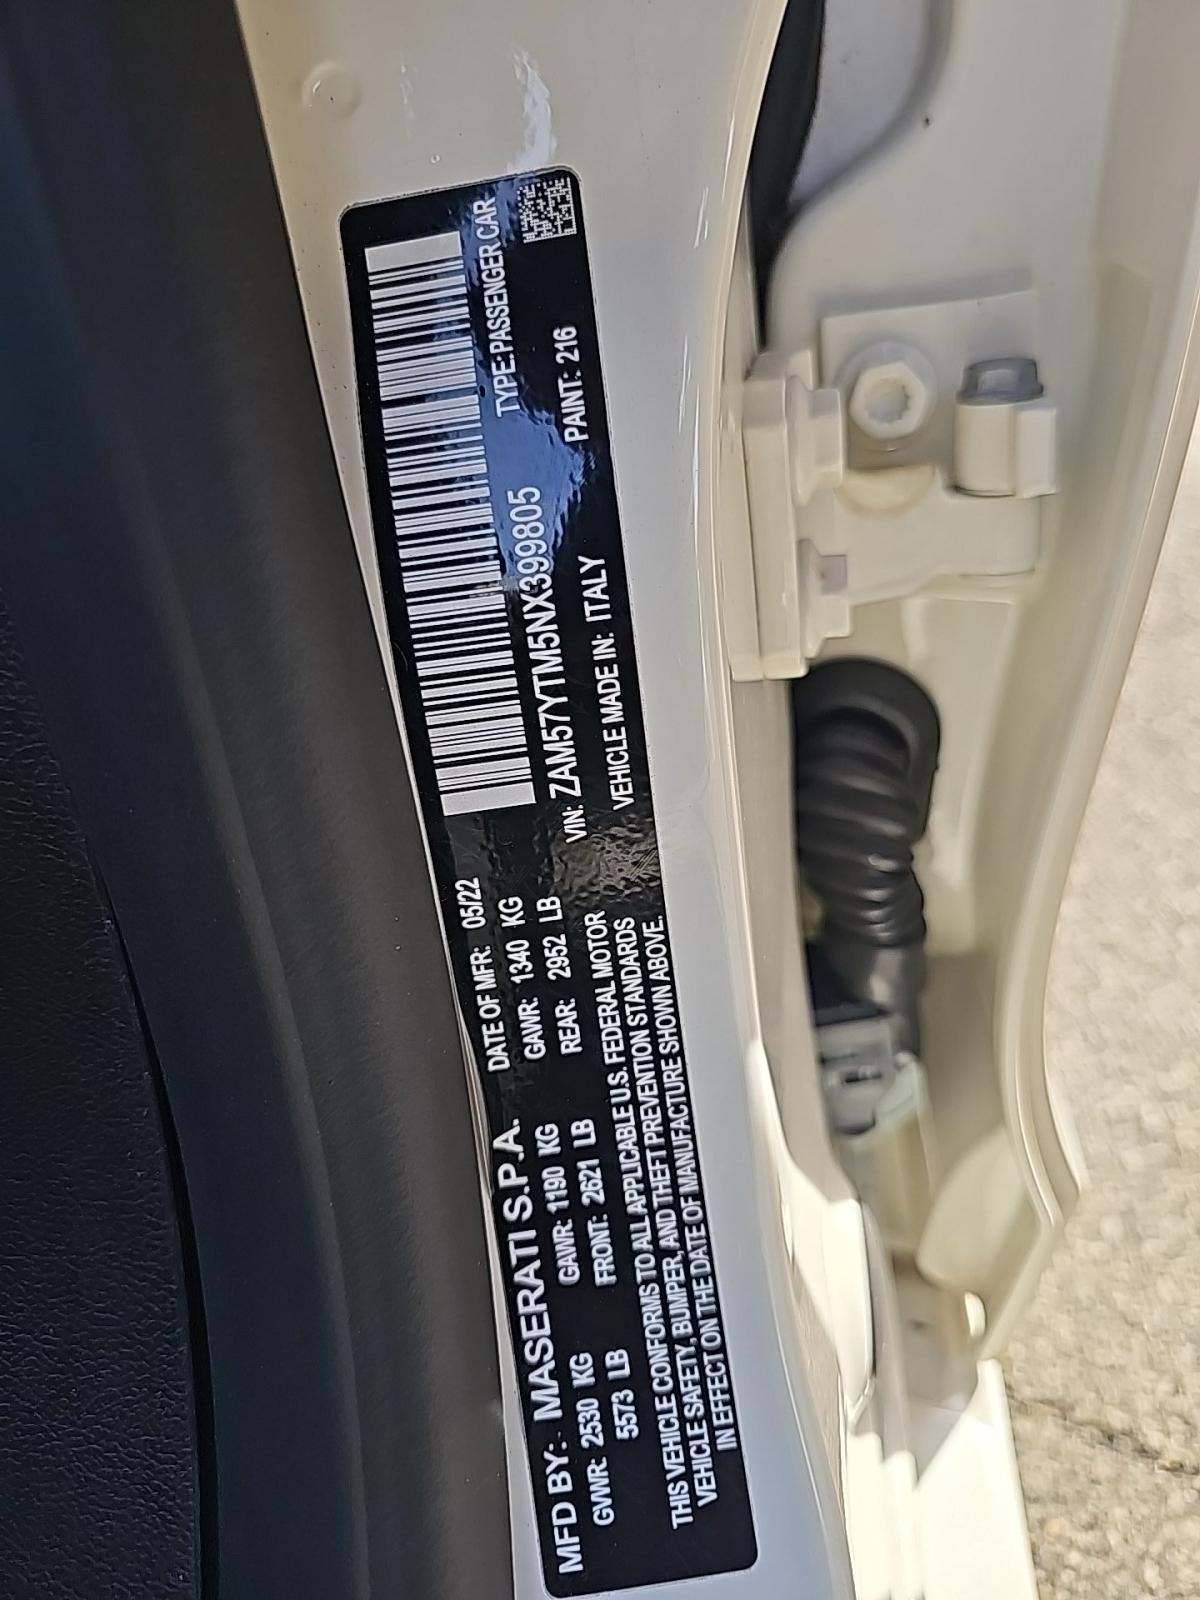 MFD BY: MASERATI S.P.A. DATE OF MFR: 05/22
GVWR: 2530 KG GAWR: 1190 KG GAWR: 1340 KG
5573 LB FRONT: 2621 LB REAR: 2952 LB
THIS VEHICLE CONFORMS TO ALL APPLICABLE U.S. FEDERAL MOTOR
VEHICLE SAFETY, BUMPER, AND THEFT PREVENTION STANDARDS
IN EFFECT ON THE DATE OF MANUFACTURE SHOWN ABOVE.
TYPE: PASSENGER CAR
VIN: ZAM57YTM5NX399805
VEHICLE MADE IN: ITALY PAINT: 216